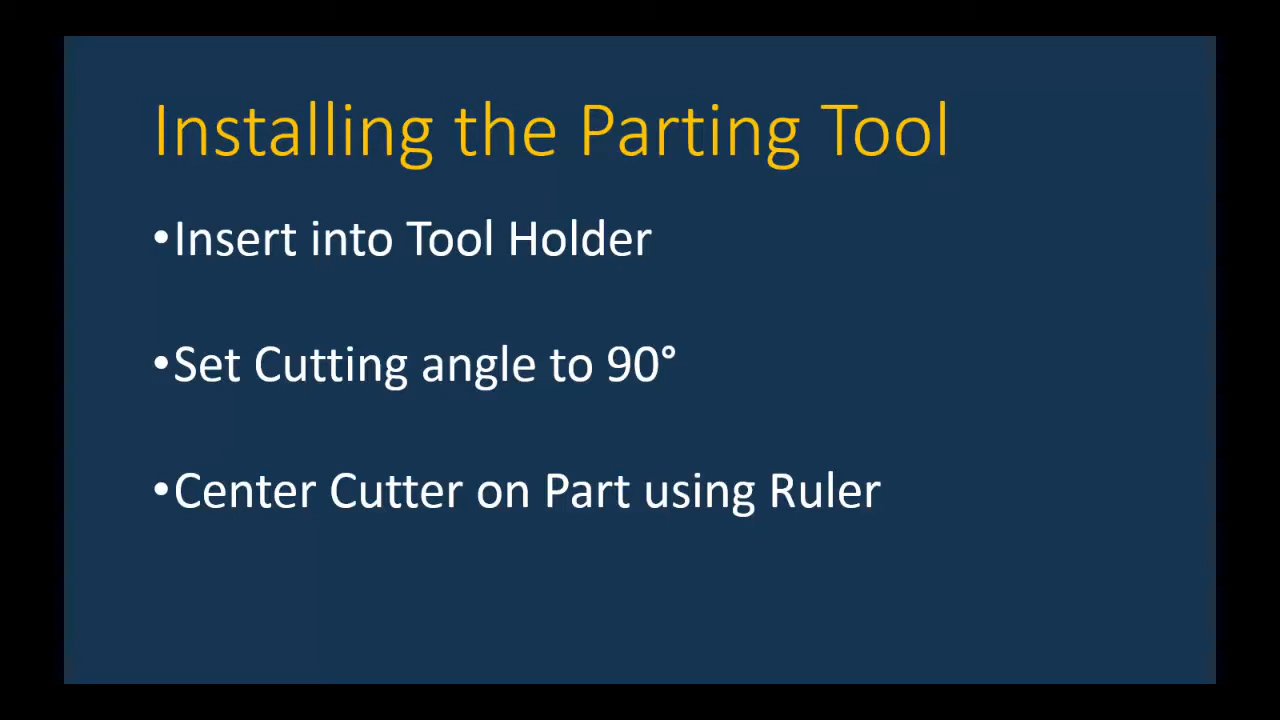 Installing the Parting Tool
•Insert into Tool Holder
•Set Cutting angle to 90°
•Center Cutter on Part using Ruler